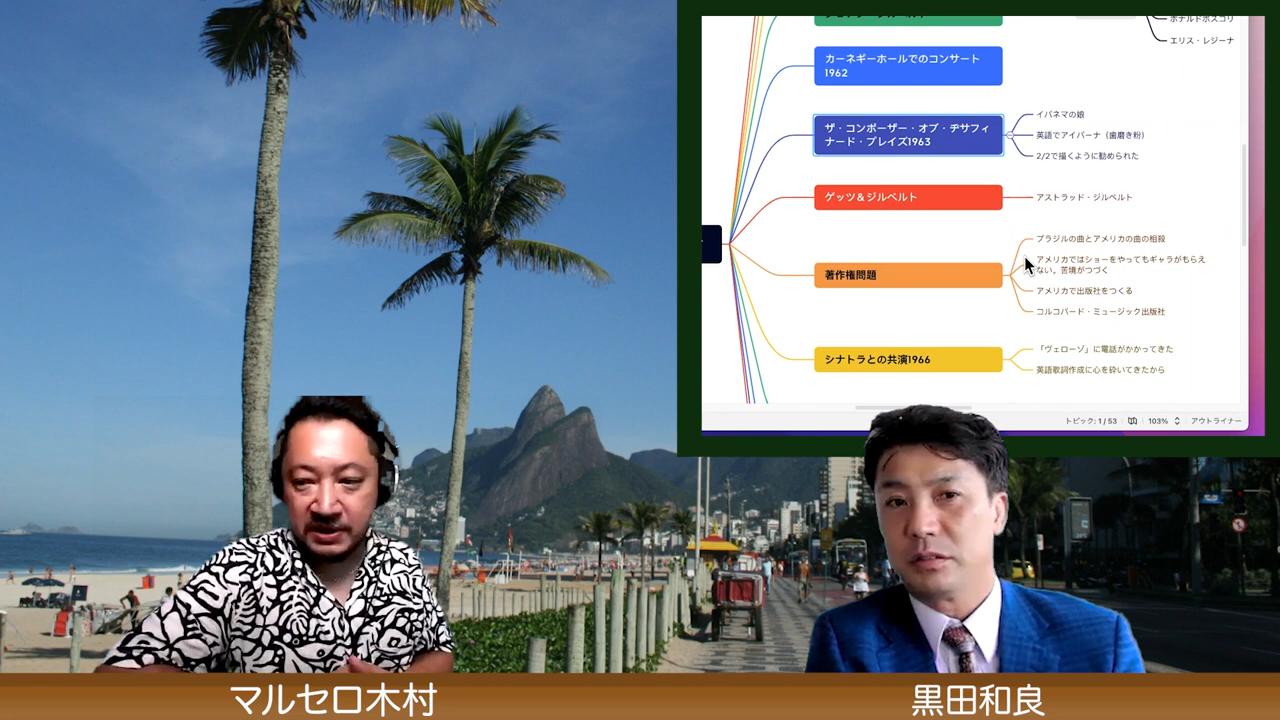 ボナルドボスコリ
エリス・レジーナ
カーネギーホールでのコンサート
1962
ザ・コンポーザー・オブ・デサフィ
ナード・プレイズ1963
イパネマの娘
英語でアイパーナ（歯磨き粉）
2/2で描くように勧められた
ゲッツ＆ジルベルト
アストラッド・ジルベルト
著作権問題
ブラジルの曲とアメリカの曲の相殺
アメリカではショーをやってもギャラがもらえ
ない。苦境がつづく
アメリカで出版社をつくる
コルコバード・ミュージック出版社
シナトラとの共演1966
「ヴェローゾ」に電話がかかってきた
英語歌詞作成に心を砕いてきたから
トピック: 1 / 53
103%
アウトライナー
マルセロ木村
黒田和良